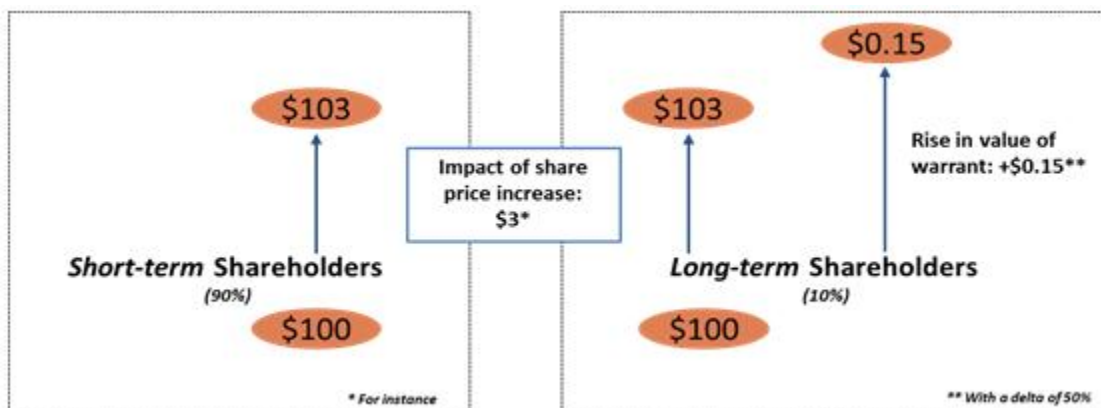 $103
Short-term Shareholders
(90%)
$100
* For instance
Impact of share
price increase:
$3*
$0.15
$103
Rise in value of
warrant: +$0.15**
Long-term Shareholders
(10%)
$100
** With a delta of 50%